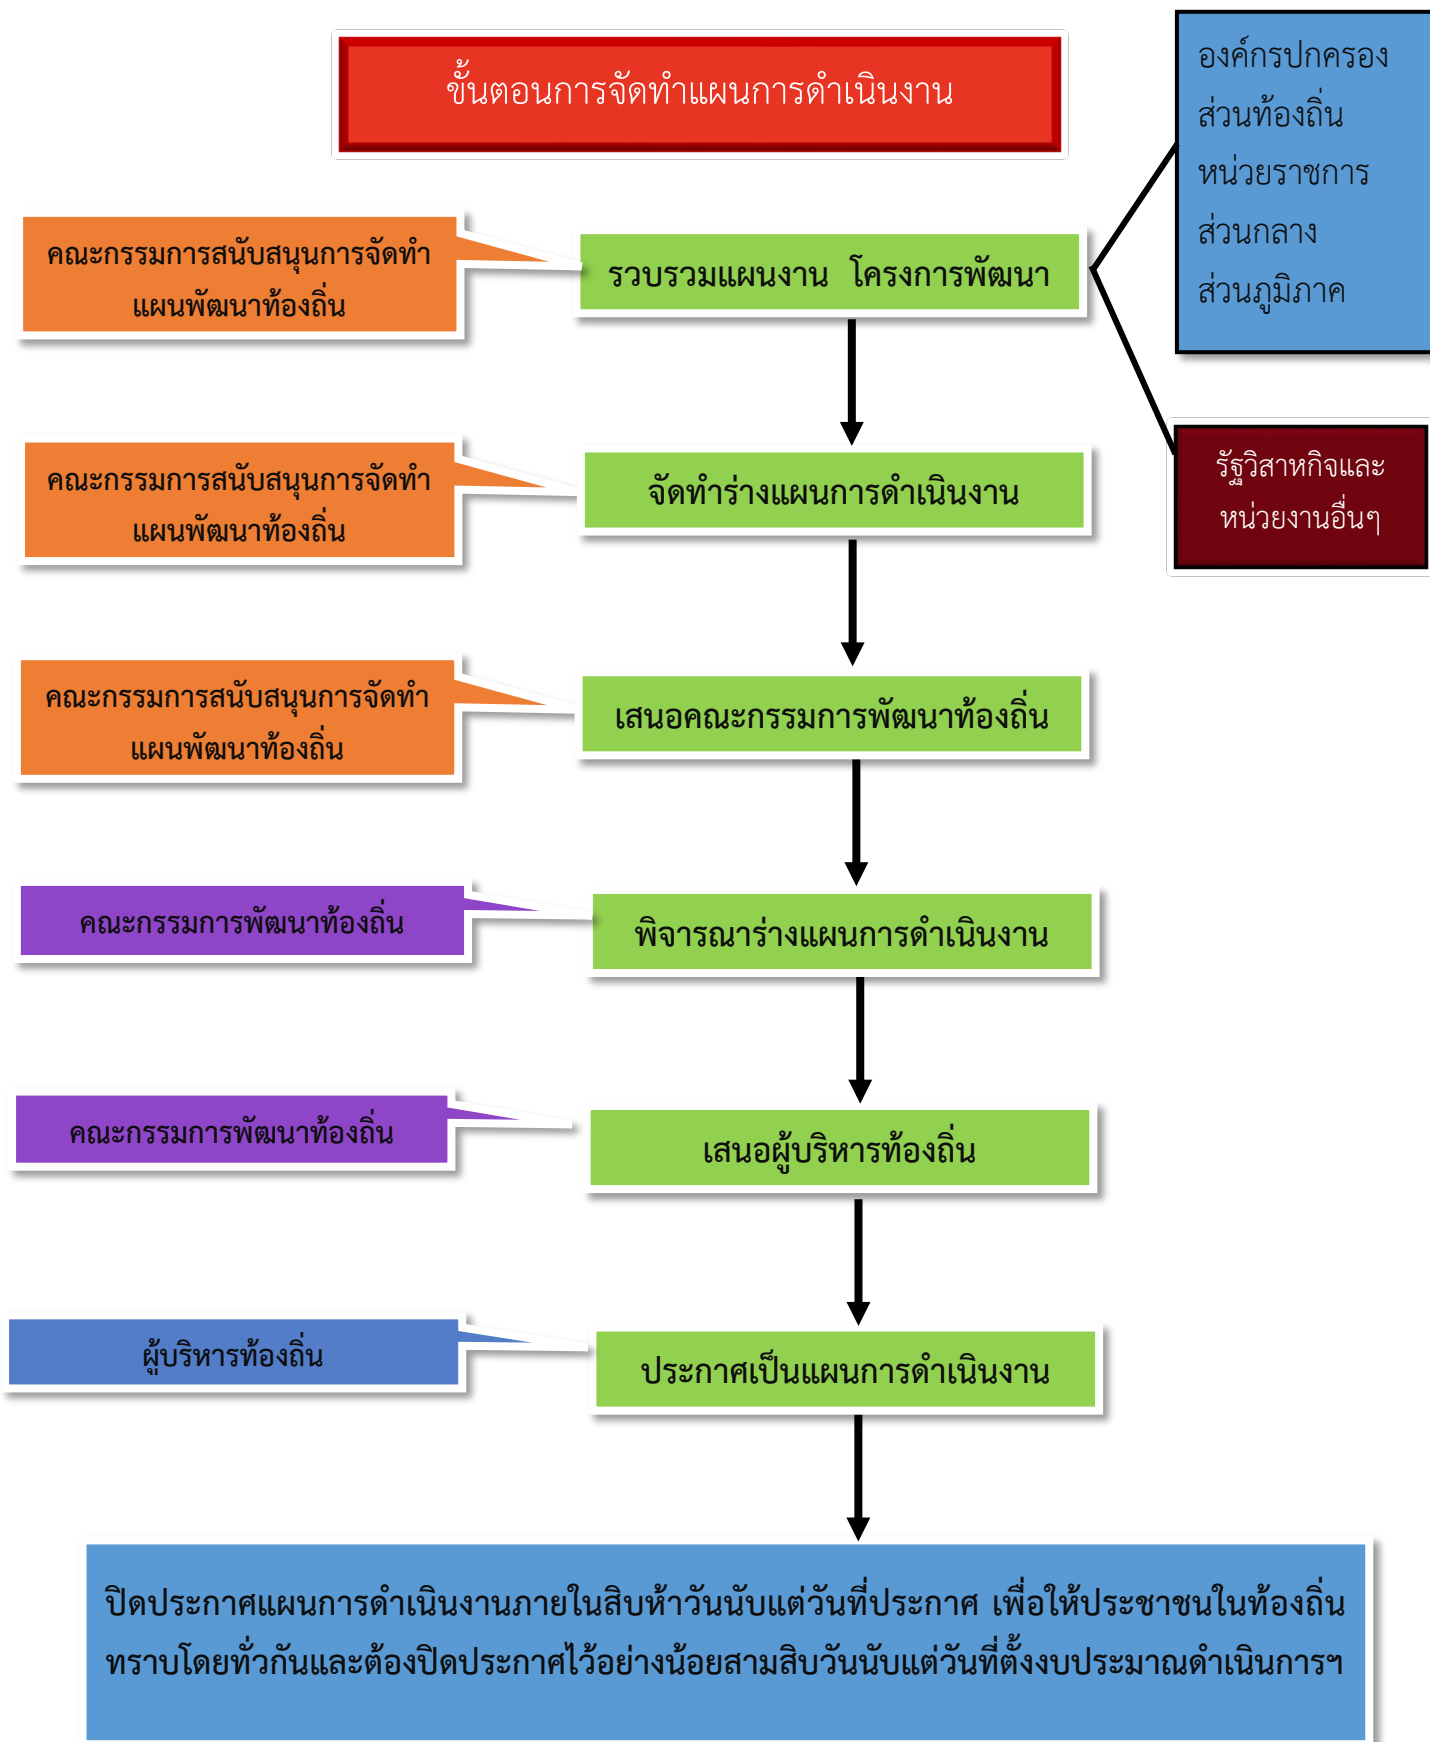 ขั้นตอนการจัดทำแผนการดำเนินงาน
องค์กรปกครอง
ส่วนท้องถิ่น
หน่วยราชการ
ส่วนกลาง
ส่วนภูมิภาค
คณะกรรมการสนับสนุนการจัดทำ
แผนพัฒนาท้องถิ่น
รวบรวมแผนงาน โครงการพัฒนา
รัฐวิสาหกิจและ
หน่วยงานอื่นๆ
คณะกรรมการสนับสนุนการจัดทำ
แผนพัฒนาท้องถิ่น
จัดทำร่างแผนการดำเนินงาน
คณะกรรมการสนับสนุนการจัดทำ
แผนพัฒนาท้องถิ่น
เสนอคณะกรรมการพัฒนาท้องถิ่น
คณะกรรมการพัฒนาท้องถิ่น
พิจารณาร่างแผนการดำเนินงาน
คณะกรรมการพัฒนาท้องถิ่น
เสนอผู้บริหารท้องถิ่น
ผู้บริหารท้องถิ่น
ประกาศเป็นแผนการดำเนินงาน
ปิดประกาศแผนการดำเนินงานภายในสิบห้าวันนับแต่วันที่ประกาศ เพื่อให้ประชาชนในท้องถิ่น
ทราบโดยทั่วกันและต้องปิดประกาศไว้อย่างน้อยสามสิบวันนับแต่วันที่ตั้งงบประมาณดำเนินการฯ